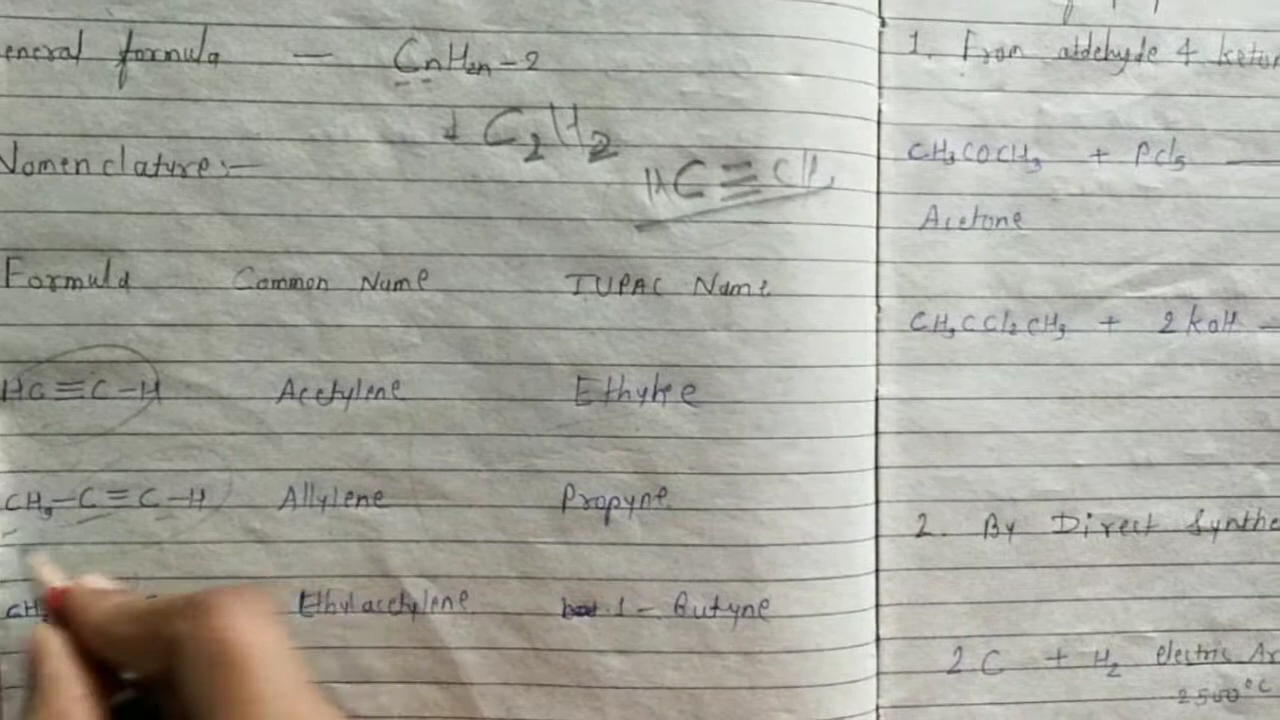 eneral formula — CnH2n-2
↓ C2H2
Nomenclature:-
HC≡CH
Formula Common Name IUPAC Name
HC≡C-H Acetylene
CH3-C≡C-H Allylene Propyne
CH3 Ethylacetylene 1-Butyne
1. From aldehyde & keton
CH3COCH3 + PCl5 —
Acetone
CH3CCl2CH3 + 2KOH —
2. By Direct Synthe
2C + H2 electric Ar
2500°C